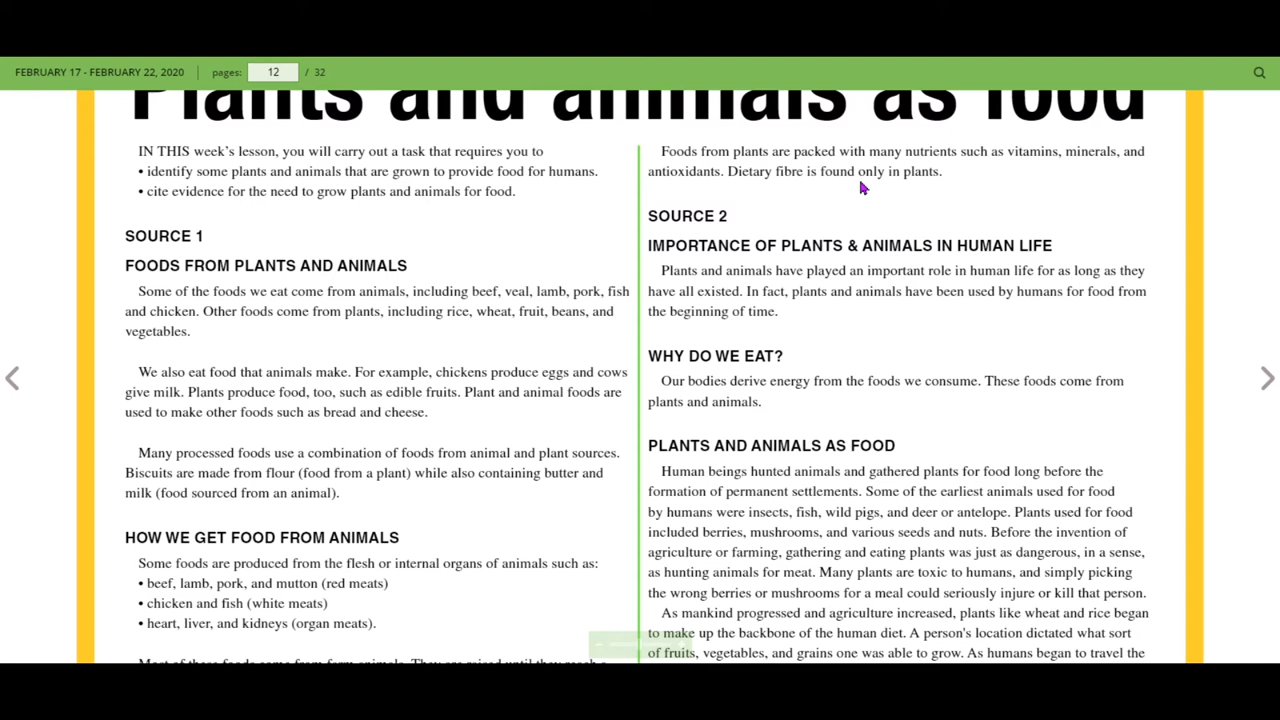 FEBRUARY 17 - FEBRUARY 22, 2020 pages: 12 / 32
Plants and animals as food
IN THIS week's lesson, you will carry out a task that requires you to
• identify some plants and animals that are grown to provide food for humans.
• cite evidence for the need to grow plants and animals for food.
SOURCE 1
FOODS FROM PLANTS AND ANIMALS
Some of the foods we eat come from animals, including beef, veal, lamb, pork, fish
and chicken. Other foods come from plants, including rice, wheat, fruit, beans, and
vegetables.
We also eat food that animals make. For example, chickens produce eggs and cows
give milk. Plants produce food, too, such as edible fruits. Plant and animal foods are
used to make other foods such as bread and cheese.
Many processed foods use a combination of foods from animal and plant sources.
Biscuits are made from flour (food from a plant) while also containing butter and
milk (food sourced from an animal).
HOW WE GET FOOD FROM ANIMALS
Some foods are produced from the flesh or internal organs of animals such as:
• beef, lamb, pork, and mutton (red meats)
• chicken and fish (white meats)
• heart, liver, and kidneys (organ meats).
Most of these foods come from farm animals. They are raised until they reach a
Foods from plants are packed with many nutrients such as vitamins, minerals, and
antioxidants. Dietary fibre is found only in plants.
SOURCE 2
IMPORTANCE OF PLANTS & ANIMALS IN HUMAN LIFE
Plants and animals have played an important role in human life for as long as they
have all existed. In fact, plants and animals have been used by humans for food from
the beginning of time.
WHY DO WE EAT?
Our bodies derive energy from the foods we consume. These foods come from
plants and animals.
PLANTS AND ANIMALS AS FOOD
Human beings hunted animals and gathered plants for food long before the
formation of permanent settlements. Some of the earliest animals used for food
by humans were insects, fish, wild pigs, and deer or antelope. Plants used for food
included berries, mushrooms, and various seeds and nuts. Before the invention of
agriculture or farming, gathering and eating plants was just as dangerous, in a sense,
as hunting animals for meat. Many plants are toxic to humans, and simply picking
the wrong berries or mushrooms for a meal could seriously injure or kill that person.
As mankind progressed and agriculture increased, plants like wheat and rice began
to make up the backbone of the human diet. A person's location dictated what sort
of fruits, vegetables, and grains one was able to grow. As humans began to travel the